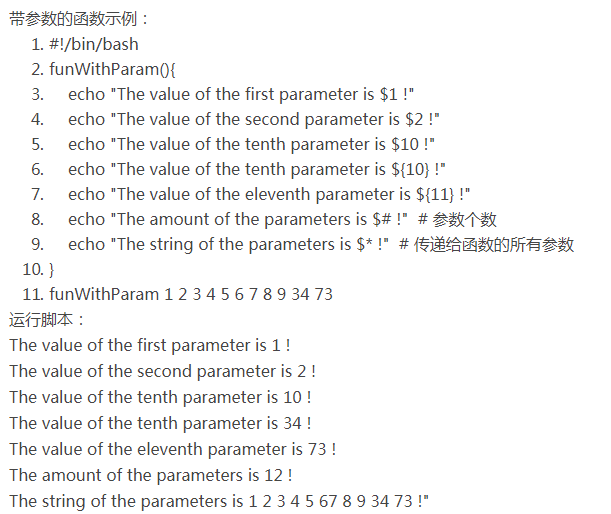 带参数的函数示例：
1. #!/bin/bash
2. funWithParam(){
3. echo "The value of the first parameter is $1 !"
4. echo "The value of the second parameter is $2 !"
5. echo "The value of the tenth parameter is $10 !"
6. echo "The value of the tenth parameter is ${10} !"
7. echo "The value of the eleventh parameter is ${11} !"
8. echo "The amount of the parameters is $# !" # 参数个数
9. echo "The string of the parameters is $* !" # 传递给函数的所有参数
10. }
11. funWithParam 1 2 3 4 5 6 7 8 9 34 73
运行脚本：
The value of the first parameter is 1 !
The value of the second parameter is 2 !
The value of the tenth parameter is 10 !
The value of the tenth parameter is 34 !
The value of the eleventh parameter is 73 !
The amount of the parameters is 12 !
The string of the parameters is 1 2 3 4 5 67 8 9 34 73 !"